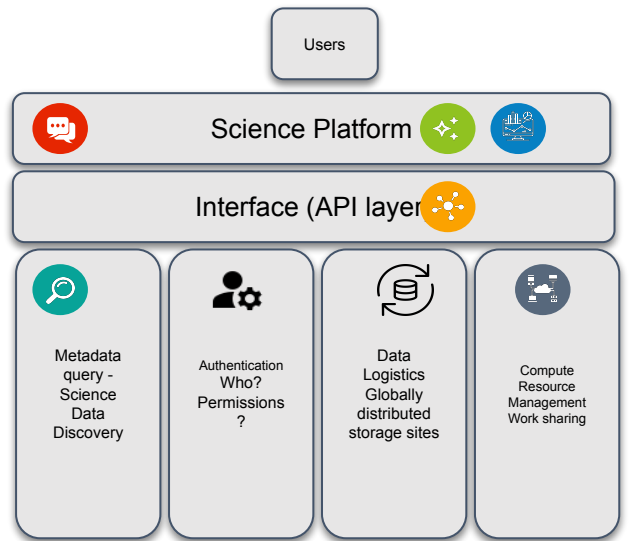 Users
Science Platform
Interface (API layer
Metadata
query -
Science
Data
Discovery
Authentication
Who?
Permissions
?
Data
Logistics
Globally
distributed
storage sites
Compute
Resource
Management
Work sharing